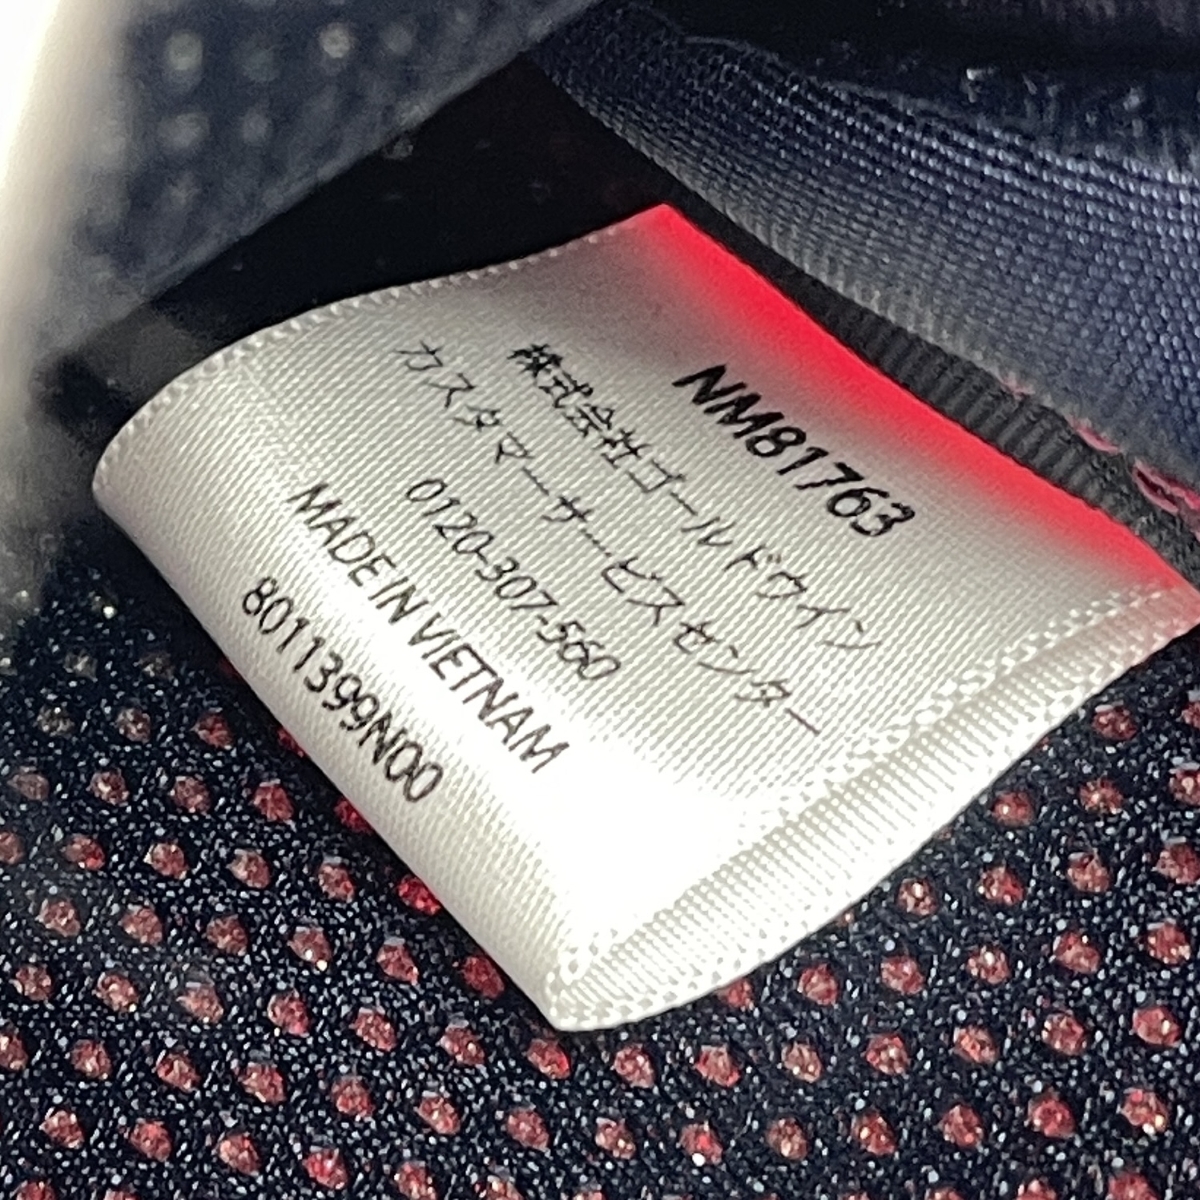 NM81763
株式会社ゴールドウイン
カスタマーサービスセンター
0120-307-560
MADE IN VIETNAM
8011399N00